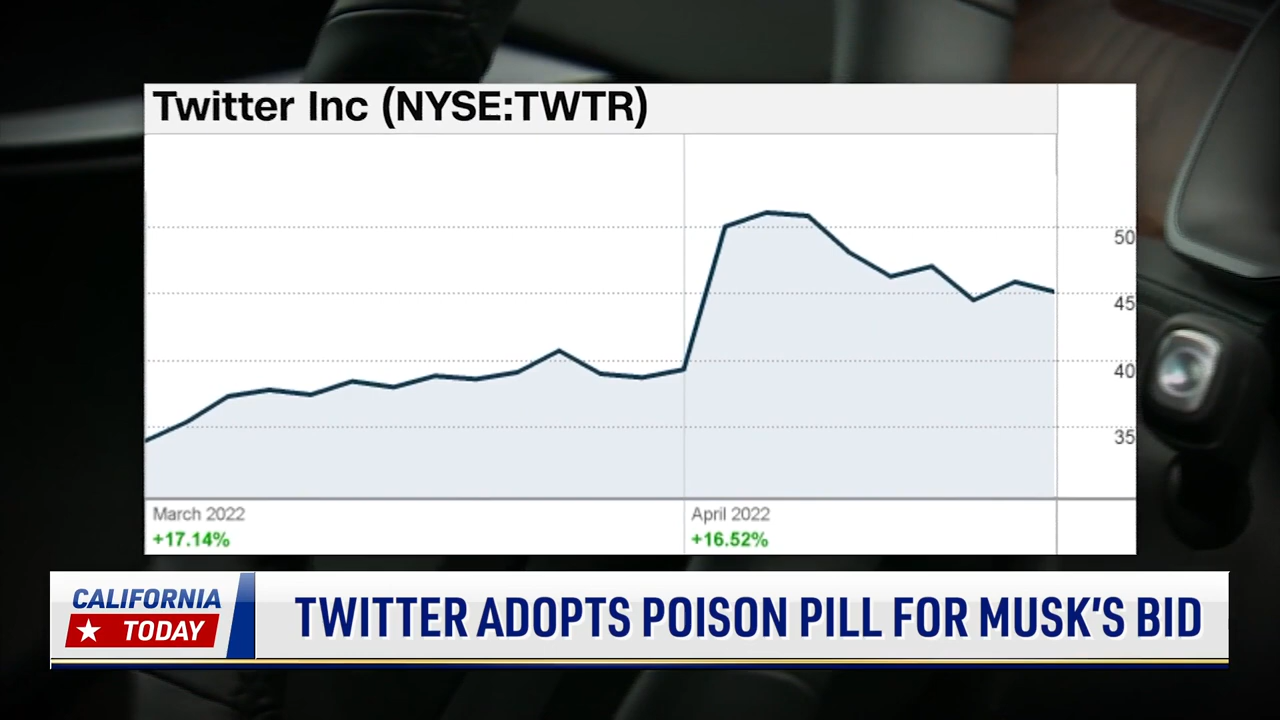 Twitter Inc (NYSE:TWTR)
50
45
40
35
March 2022
+17.14%
April 2022
+16.52%
CALIFORNIA
TODAY
TWITTER ADOPTS POISON PILL FOR MUSK'S BID